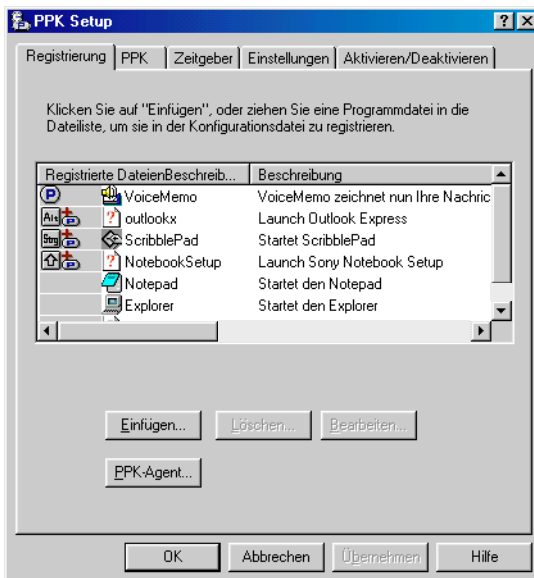 PPK Setup
Registrierung PPK Zeitgeber Einstellungen Aktivieren/Deaktivieren
Klicken Sie auf "Einfügen", oder ziehen Sie eine Programmdatei in die
Dateiliste, um sie in der Konfigurationsdatei zu registrieren.
Registrierte DateienBeschreib... Beschreibung
P VoiceMemo VoiceMemo zeichnet nun Ihre Nachric
Alt P outlookx Launch Outlook Express
Strg P ScribblePad Startet ScribblePad
P NotebookSetup Launch Sony Notebook Setup
Notepad Startet den Notepad
Explorer Startet den Explorer
Einfügen... Löschen... Bearbeiten...
PPK-Agent...
OK Abbrechen Übernehmen Hilfe